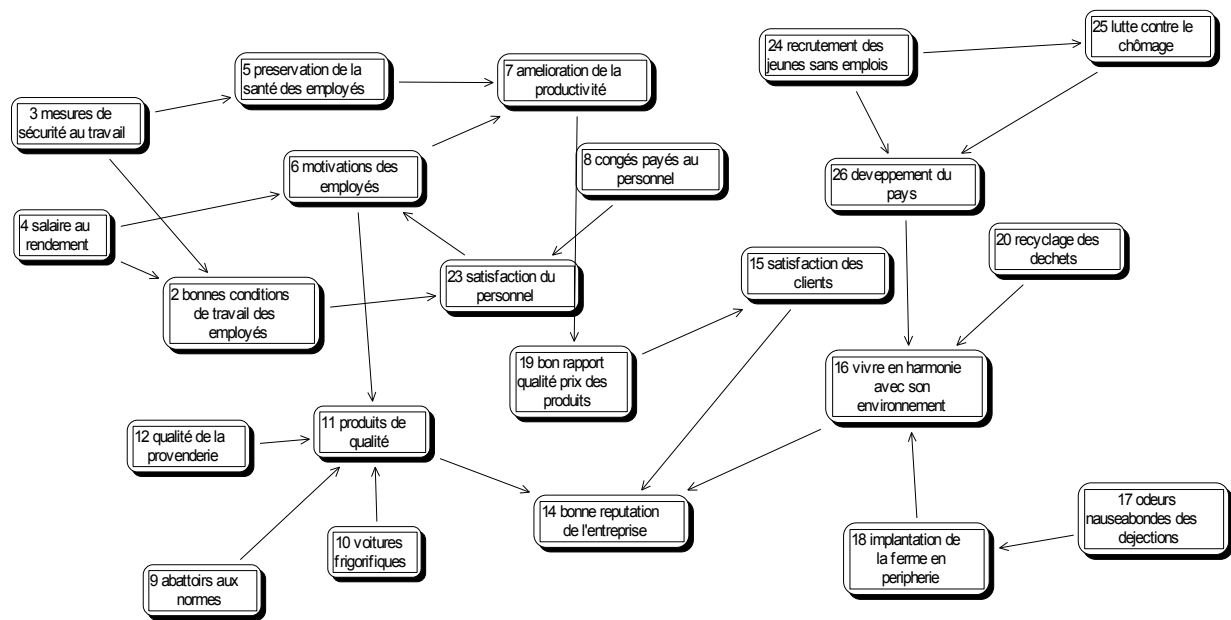 24 recrutement des
jeunes sans emplois
25 lutte contre le
chômage
5 preservation de la
santé des employés
7 amelioration de la
productivité
3 mesures de
sécurité au travail
6 motivations des
employés
8 congés payés au
personnel
26 deveppement du
pays
4 salaire au
rendement
20 recyclage des
dechets
15 satisfaction des
clients
23 satisfaction du
personnel
2 bonnes conditions
de travail des
employés
19 bon rapport
qualité prix des
produits
16 vivre en harmonie
avec son
environnement
11 produits de
qualité
12 qualité de la
provenderie
14 bonne reputation
de l'entreprise
17 odeurs
nauseabondes des
dejections
10 voitures
frigorifiques
18 implantation de
la ferme en
peripherie
9 abattoirs aux
normes